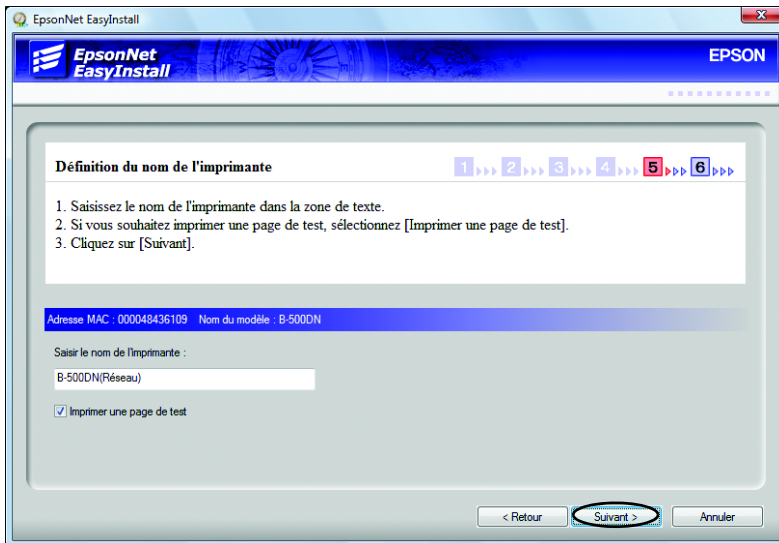 EpsonNet EasyInstall
EpsonNet
EasyInstall
EPSON
Définition du nom de l'imprimante
1 2 3 4 5 6
1. Saisissez le nom de l'imprimante dans la zone de texte.
2. Si vous souhaitez imprimer une page de test, sélectionnez [Imprimer une page de test].
3. Cliquez sur [Suivant].
Adresse MAC : 000048436109 Nom du modèle : B-500DN
Saisir le nom de l'imprimante :
B-500DN(Réseau)
Imprimer une page de test
< Retour
Suivant >
Annuler